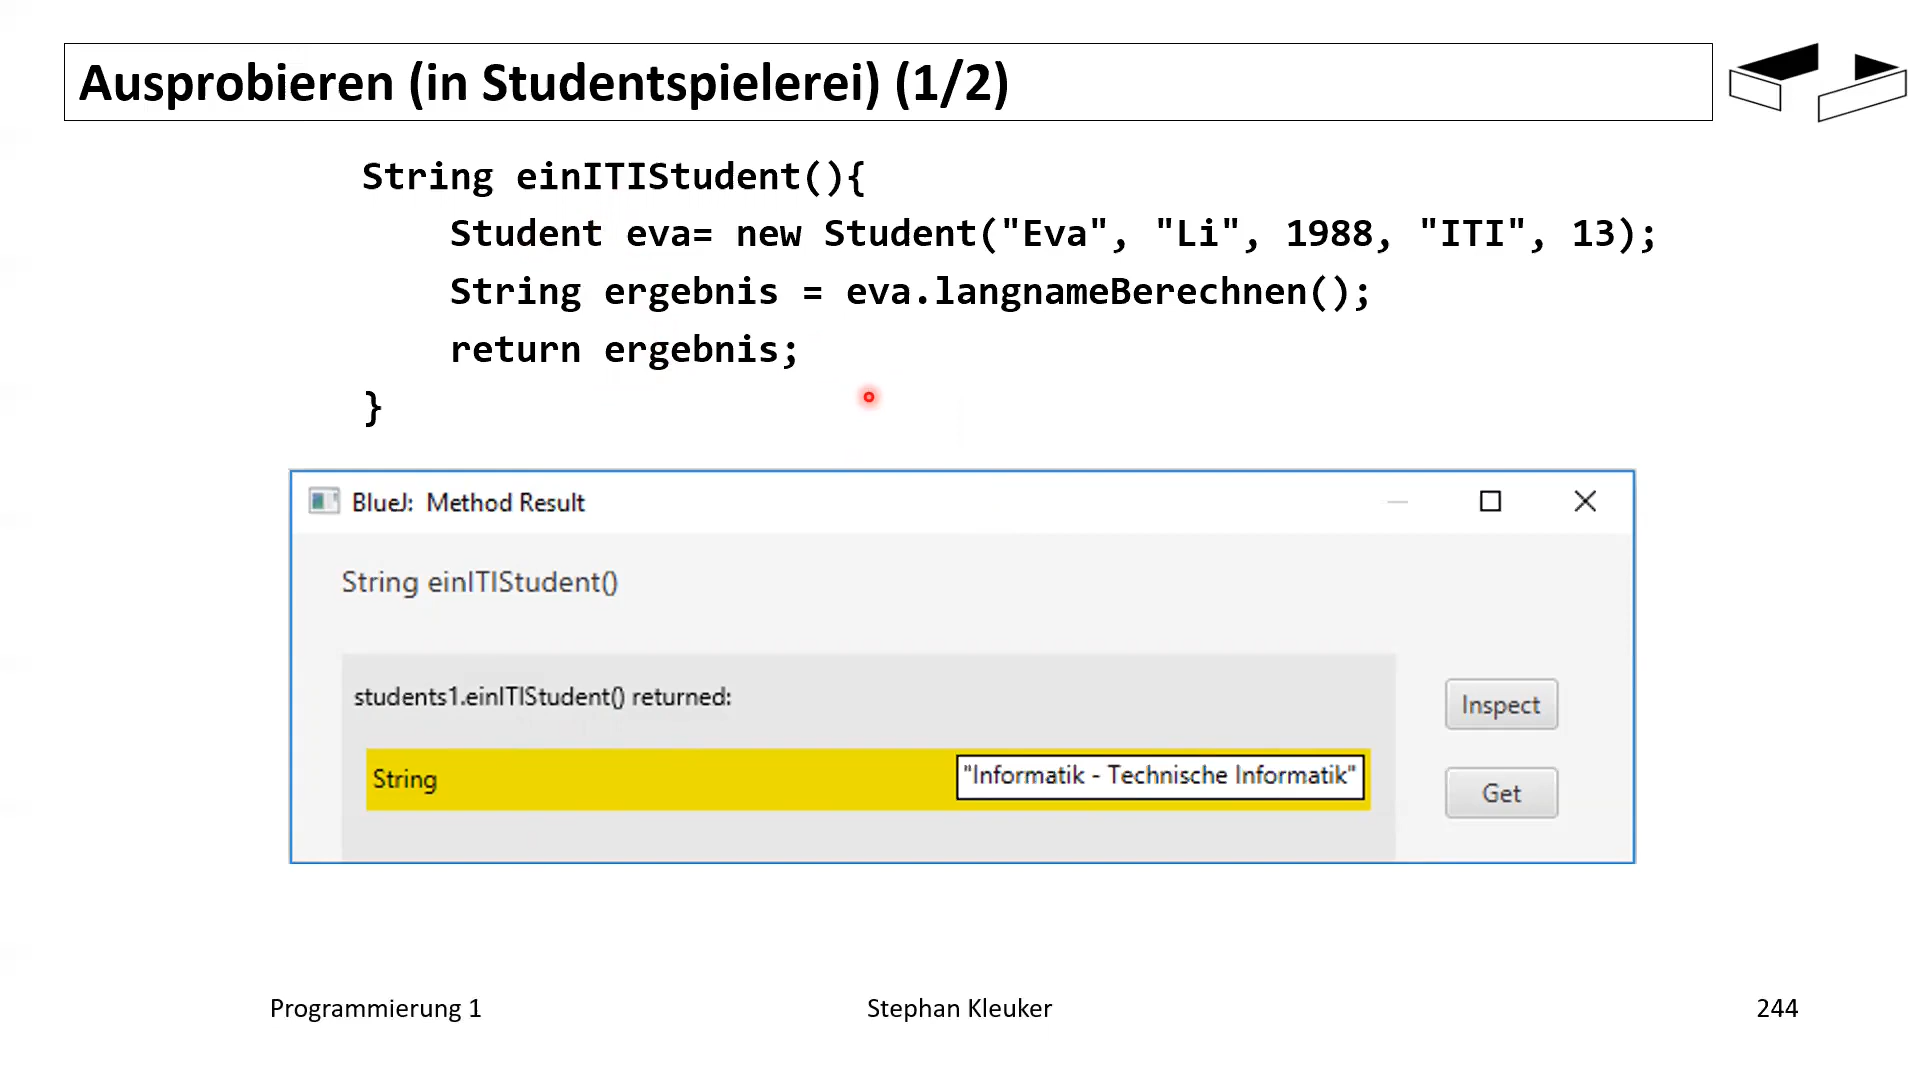 Ausprobieren (in Studentspielerei) (1/2)
String einITIStudent(){
Student eva= new Student("Eva", "Li", 1988, "ITI", 13);
String ergebnis = eva.langnameBerechnen();
return ergebnis;
}
BlueJ: Method Result
String einITIStudent()
students1.einITIStudent() returned:
Inspect
String "Informatik - Technische Informatik"
Get
Programmierung 1 Stephan Kleuker 244